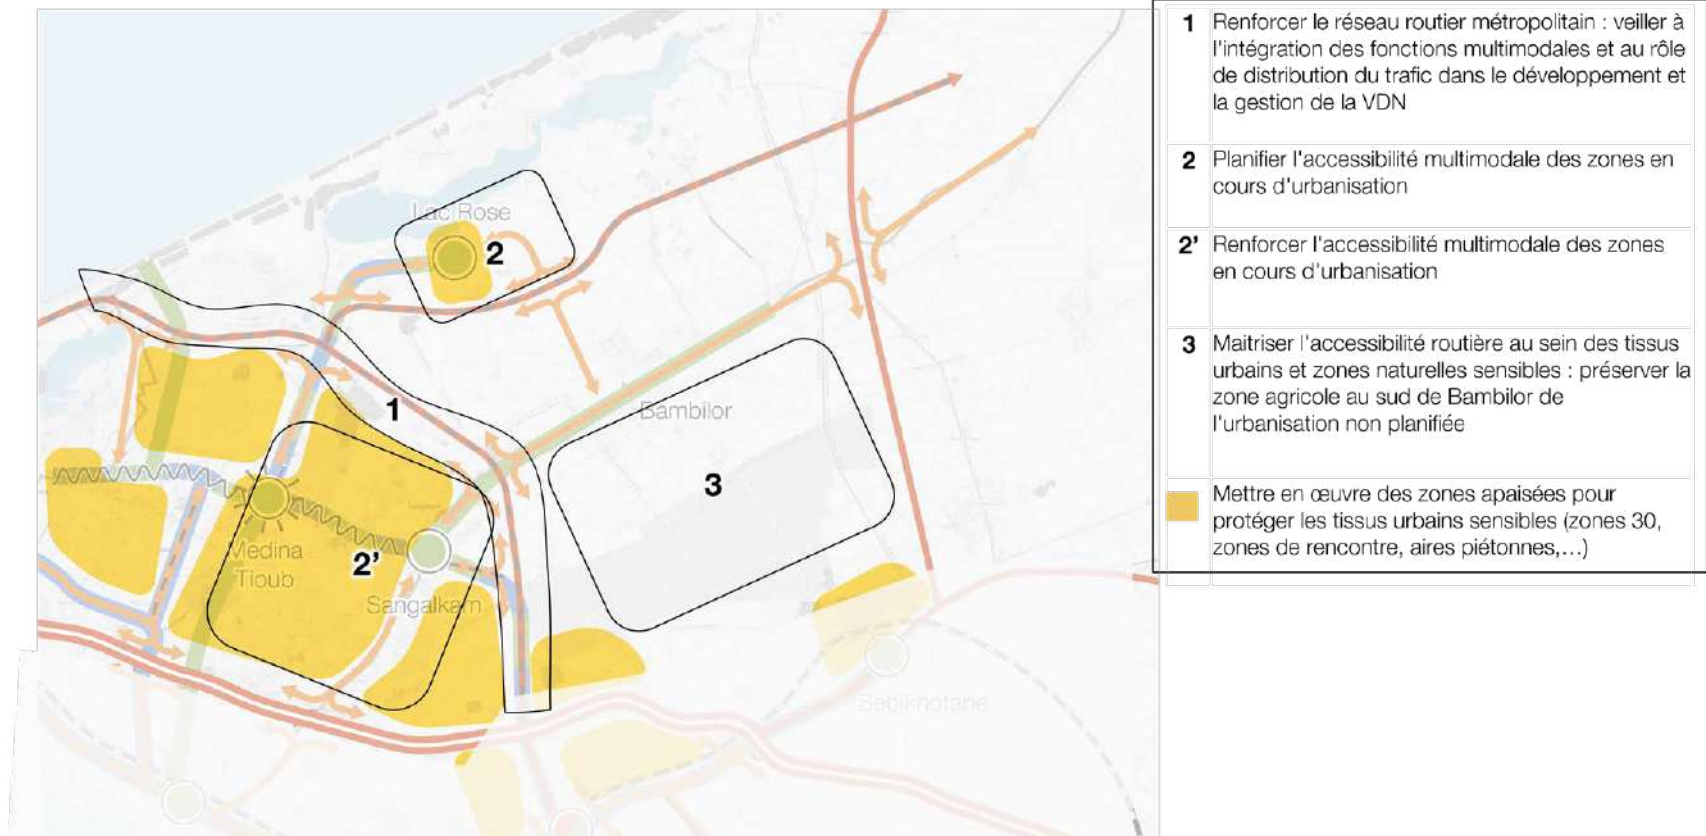 Lac Rose
2
1
Bambilor
3
Medina
Tioub
2’
Sangalkam
Sebikhotane
1 Renforcer le réseau routier métropolitain : veiller à
l'intégration des fonctions multimodales et au rôle
de distribution du trafic dans le développement et
la gestion de la VDN
2 Planifier l'accessibilité multimodale des zones en
cours d'urbanisation
2’ Renforcer l'accessibilité multimodale des zones
en cours d'urbanisation
3 Maitriser l'accessibilité routière au sein des tissus
urbains et zones naturelles sensibles : préserver la
zone agricole au sud de Bambilor de
l'urbanisation non planifiée
Mettre en œuvre des zones apaisées pour
protéger les tissus urbains sensibles (zones 30,
zones de rencontre, aires piétonnes,…)